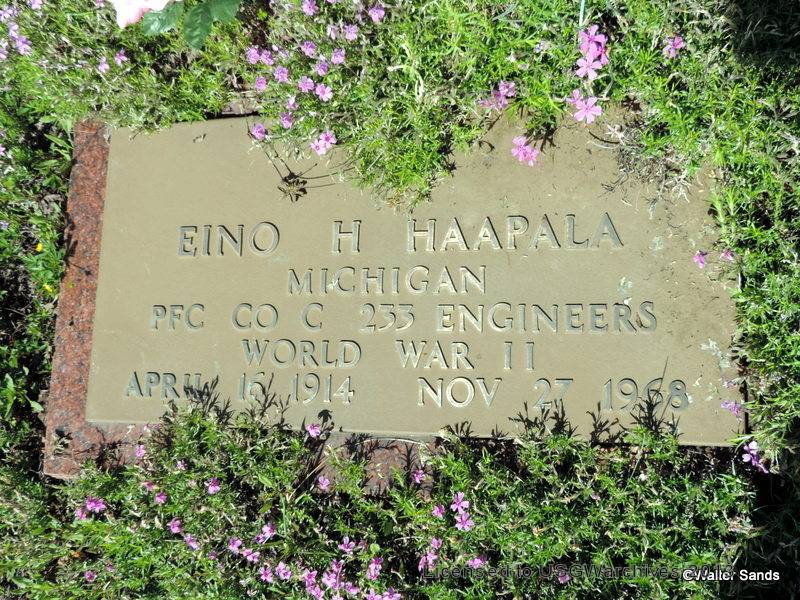 EINO H HAAPALA
MICHIGAN
PFC CO C 233 ENGINEERS
WORLD WAR II
APRIL 16 1914 NOV 27 1968
Licensed to USGWarchives
©Walter Sands